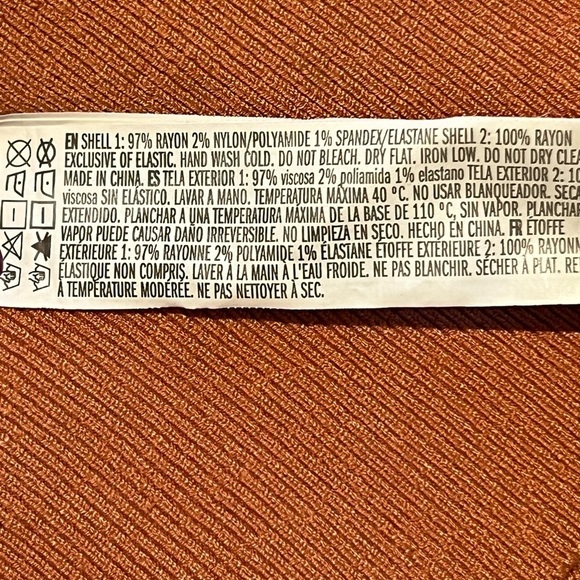 EN SHELL 1: 97% RAYON 2% NYLON/POLYAMIDE 1% SPANDEX/ELASTANE SHELL 2: 100% RAYON
EXCLUSIVE OF ELASTIC. HAND WASH COLD. DO NOT BLEACH. DRY FLAT. IRON LOW. DO NOT DRY CLEA
MADE IN CHINA. ES TELA EXTERIOR 1: 97% viscosa 2% poliamida 1% elastano TELA EXTERIOR 2: 10
viscosa SIN ELÁSTICO. LAVAR A MANO. TEMPERATURA MÁXIMA 40 °C. NO USAR BLANQUEADOR. SECA
EXTENDIDO. PLANCHAR A UNA TEMPERATURA MÁXIMA DE LA BASE DE 110 °C, SIN VAPOR. PLANCHA
VAPOR PUEDE CAUSAR DAÑO IRREVERSIBLE. NO LIMPIEZA EN SECO. HECHO EN CHINA. FR ÉTOFFE
EXTÉRIEURE 1: 97% RAYONNE 2% POLYAMIDE 1% ÉLASTANE ÉTOFFE EXTÉRIEURE 2: 100% RAYONN
ÉLASTIQUE NON COMPRIS. LAVER À LA MAIN À L'EAU FROIDE. NE PAS BLANCHIR. SÉCHER À PLAT. RE
À TEMPÉRATURE MODÉRÉE. NE PAS NETTOYER À SEC.